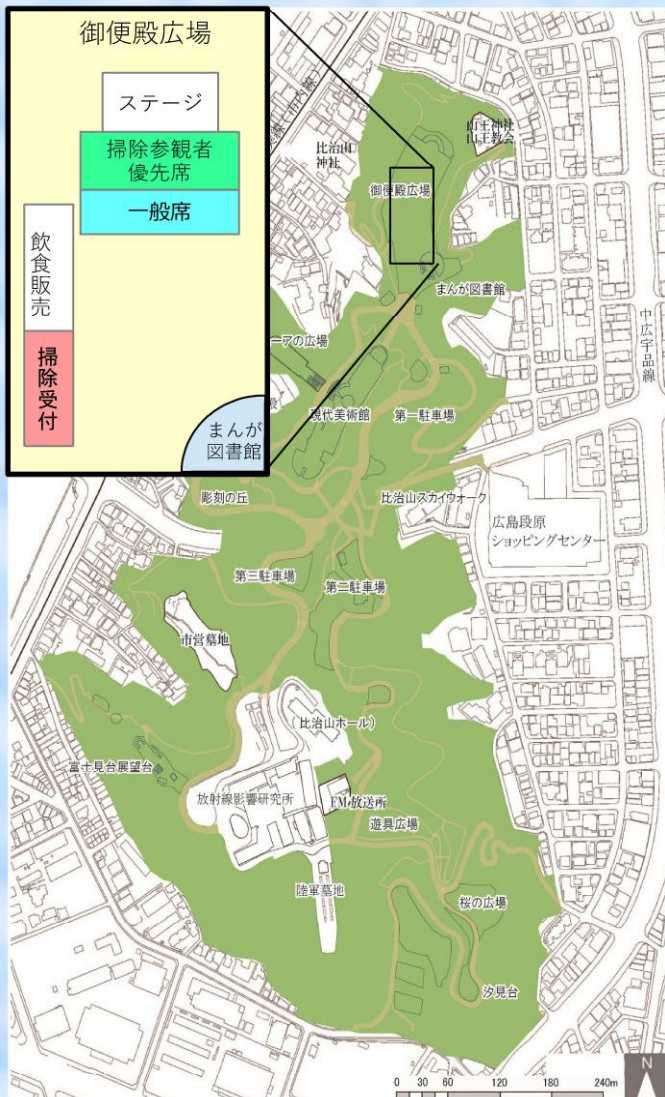 御便殿広場
ステージ
掃除参観者
優先席
一般席
飲食販売
掃除受付
まんが
図書館
比治山
神社
山王神社
山王教会
御便殿広場
まんが図書館
中広宇品線
ーアの広場
現代美術館
第一駐車場
彫刻の丘
比治山スカイウォーク
広島段原
ショッピングセンター
第三駐車場
第二駐車場
市営墓地
(比治山ホール)
富士見台展望台
放射線影響研究所
FM放送所
遊具広場
陸軍墓地
桜の広場
汐見台
0 30 60 120 180 240m
N